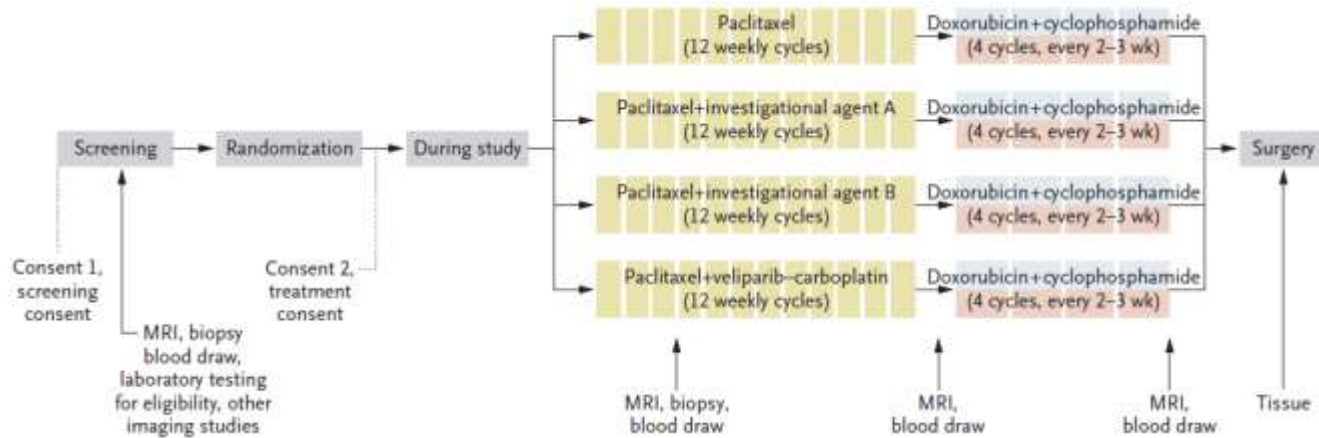 Paclitaxel
(12 weekly cycles)
Doxorubicin+cyclophosphamide
(4 cycles, every 2–3 wk)
Paclitaxel+investigational agent A
(12 weekly cycles)
Doxorubicin+cyclophosphamide
(4 cycles, every 2–3 wk)
Screening
Randomization
During study
Surgery
Paclitaxel+investigational agent B
(12 weekly cycles)
Doxorubicin+cyclophosphamide
(4 cycles, every 2–3 wk)
Paclitaxel+veliparib–carboplatin
(12 weekly cycles)
Doxorubicin+cyclophosphamide
(4 cycles, every 2–3 wk)
Consent 1,
screening
consent
Consent 2,
treatment
consent
MRI, biopsy
blood draw,
laboratory testing
for eligibility, other
imaging studies
MRI, biopsy,
blood draw
MRI,
blood draw
MRI,
blood draw
Tissue